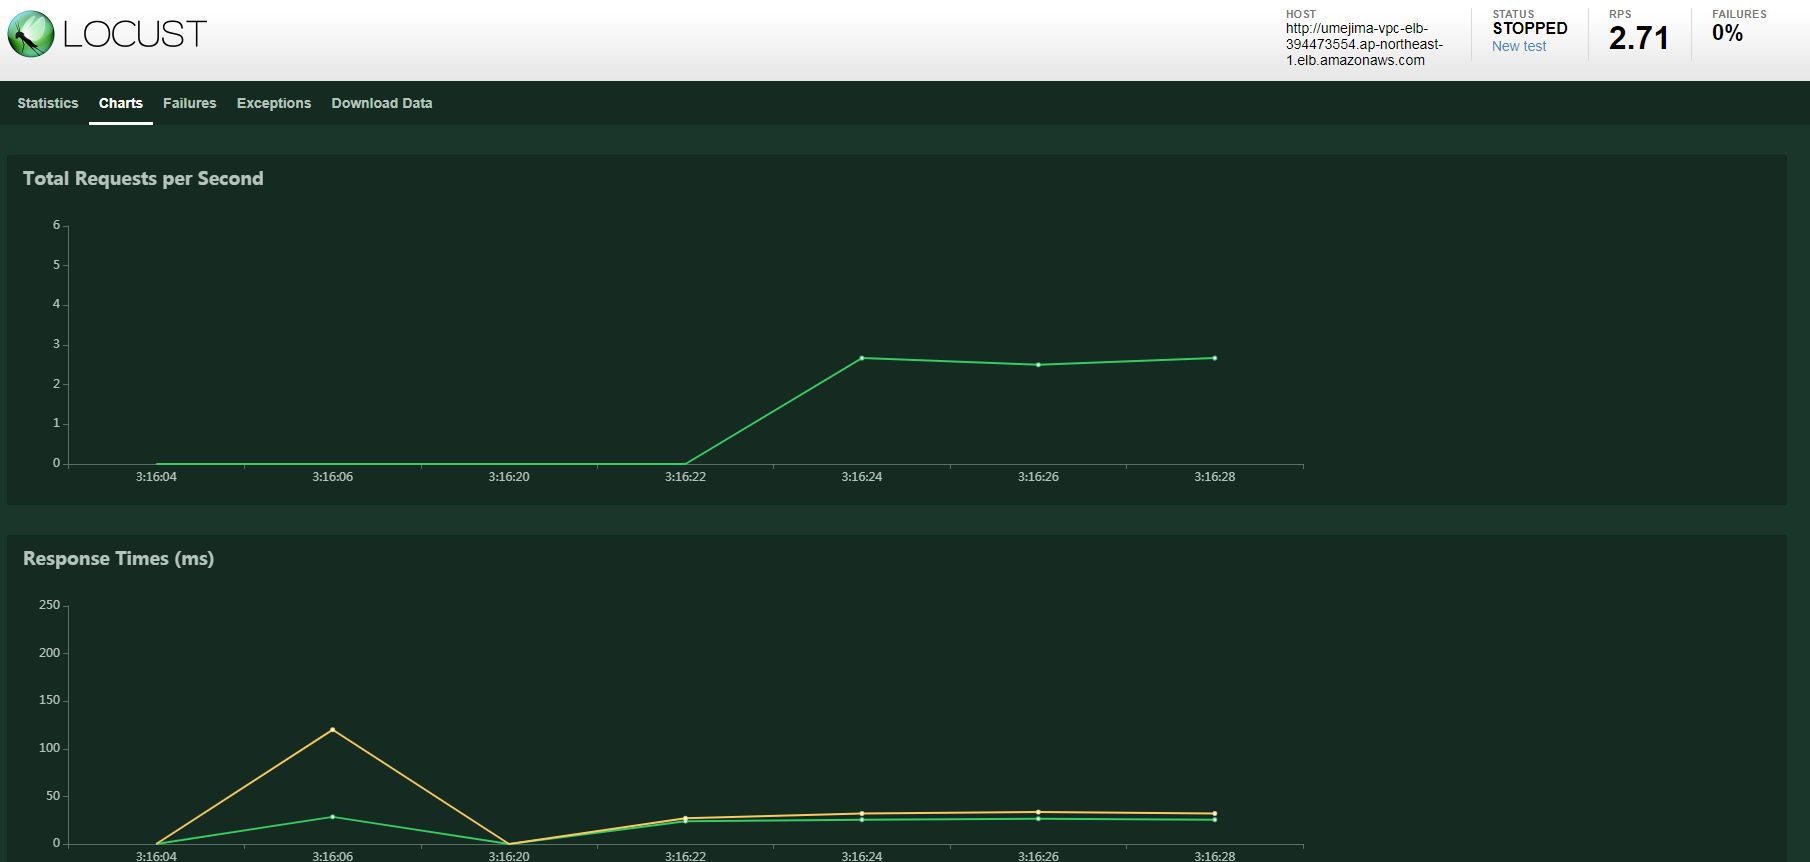 LOCUST
HOST
http://umejima-vpc-elb-
394473554.ap-northeast-
1.elb.amazonaws.com
STATUS
STOPPED
New test
RPS
2.71
FAILURES
0%
Statistics Charts Failures Exceptions Download Data
Total Requests per Second
6
5
4
3
2
1
0
3:16:04 3:16:06 3:16:20 3:16:22 3:16:24 3:16:26 3:16:28
Response Times (ms)
250
200
150
100
50
0
3:16:04 3:16:06 3:16:20 3:16:22 3:16:24 3:16:26 3:16:28